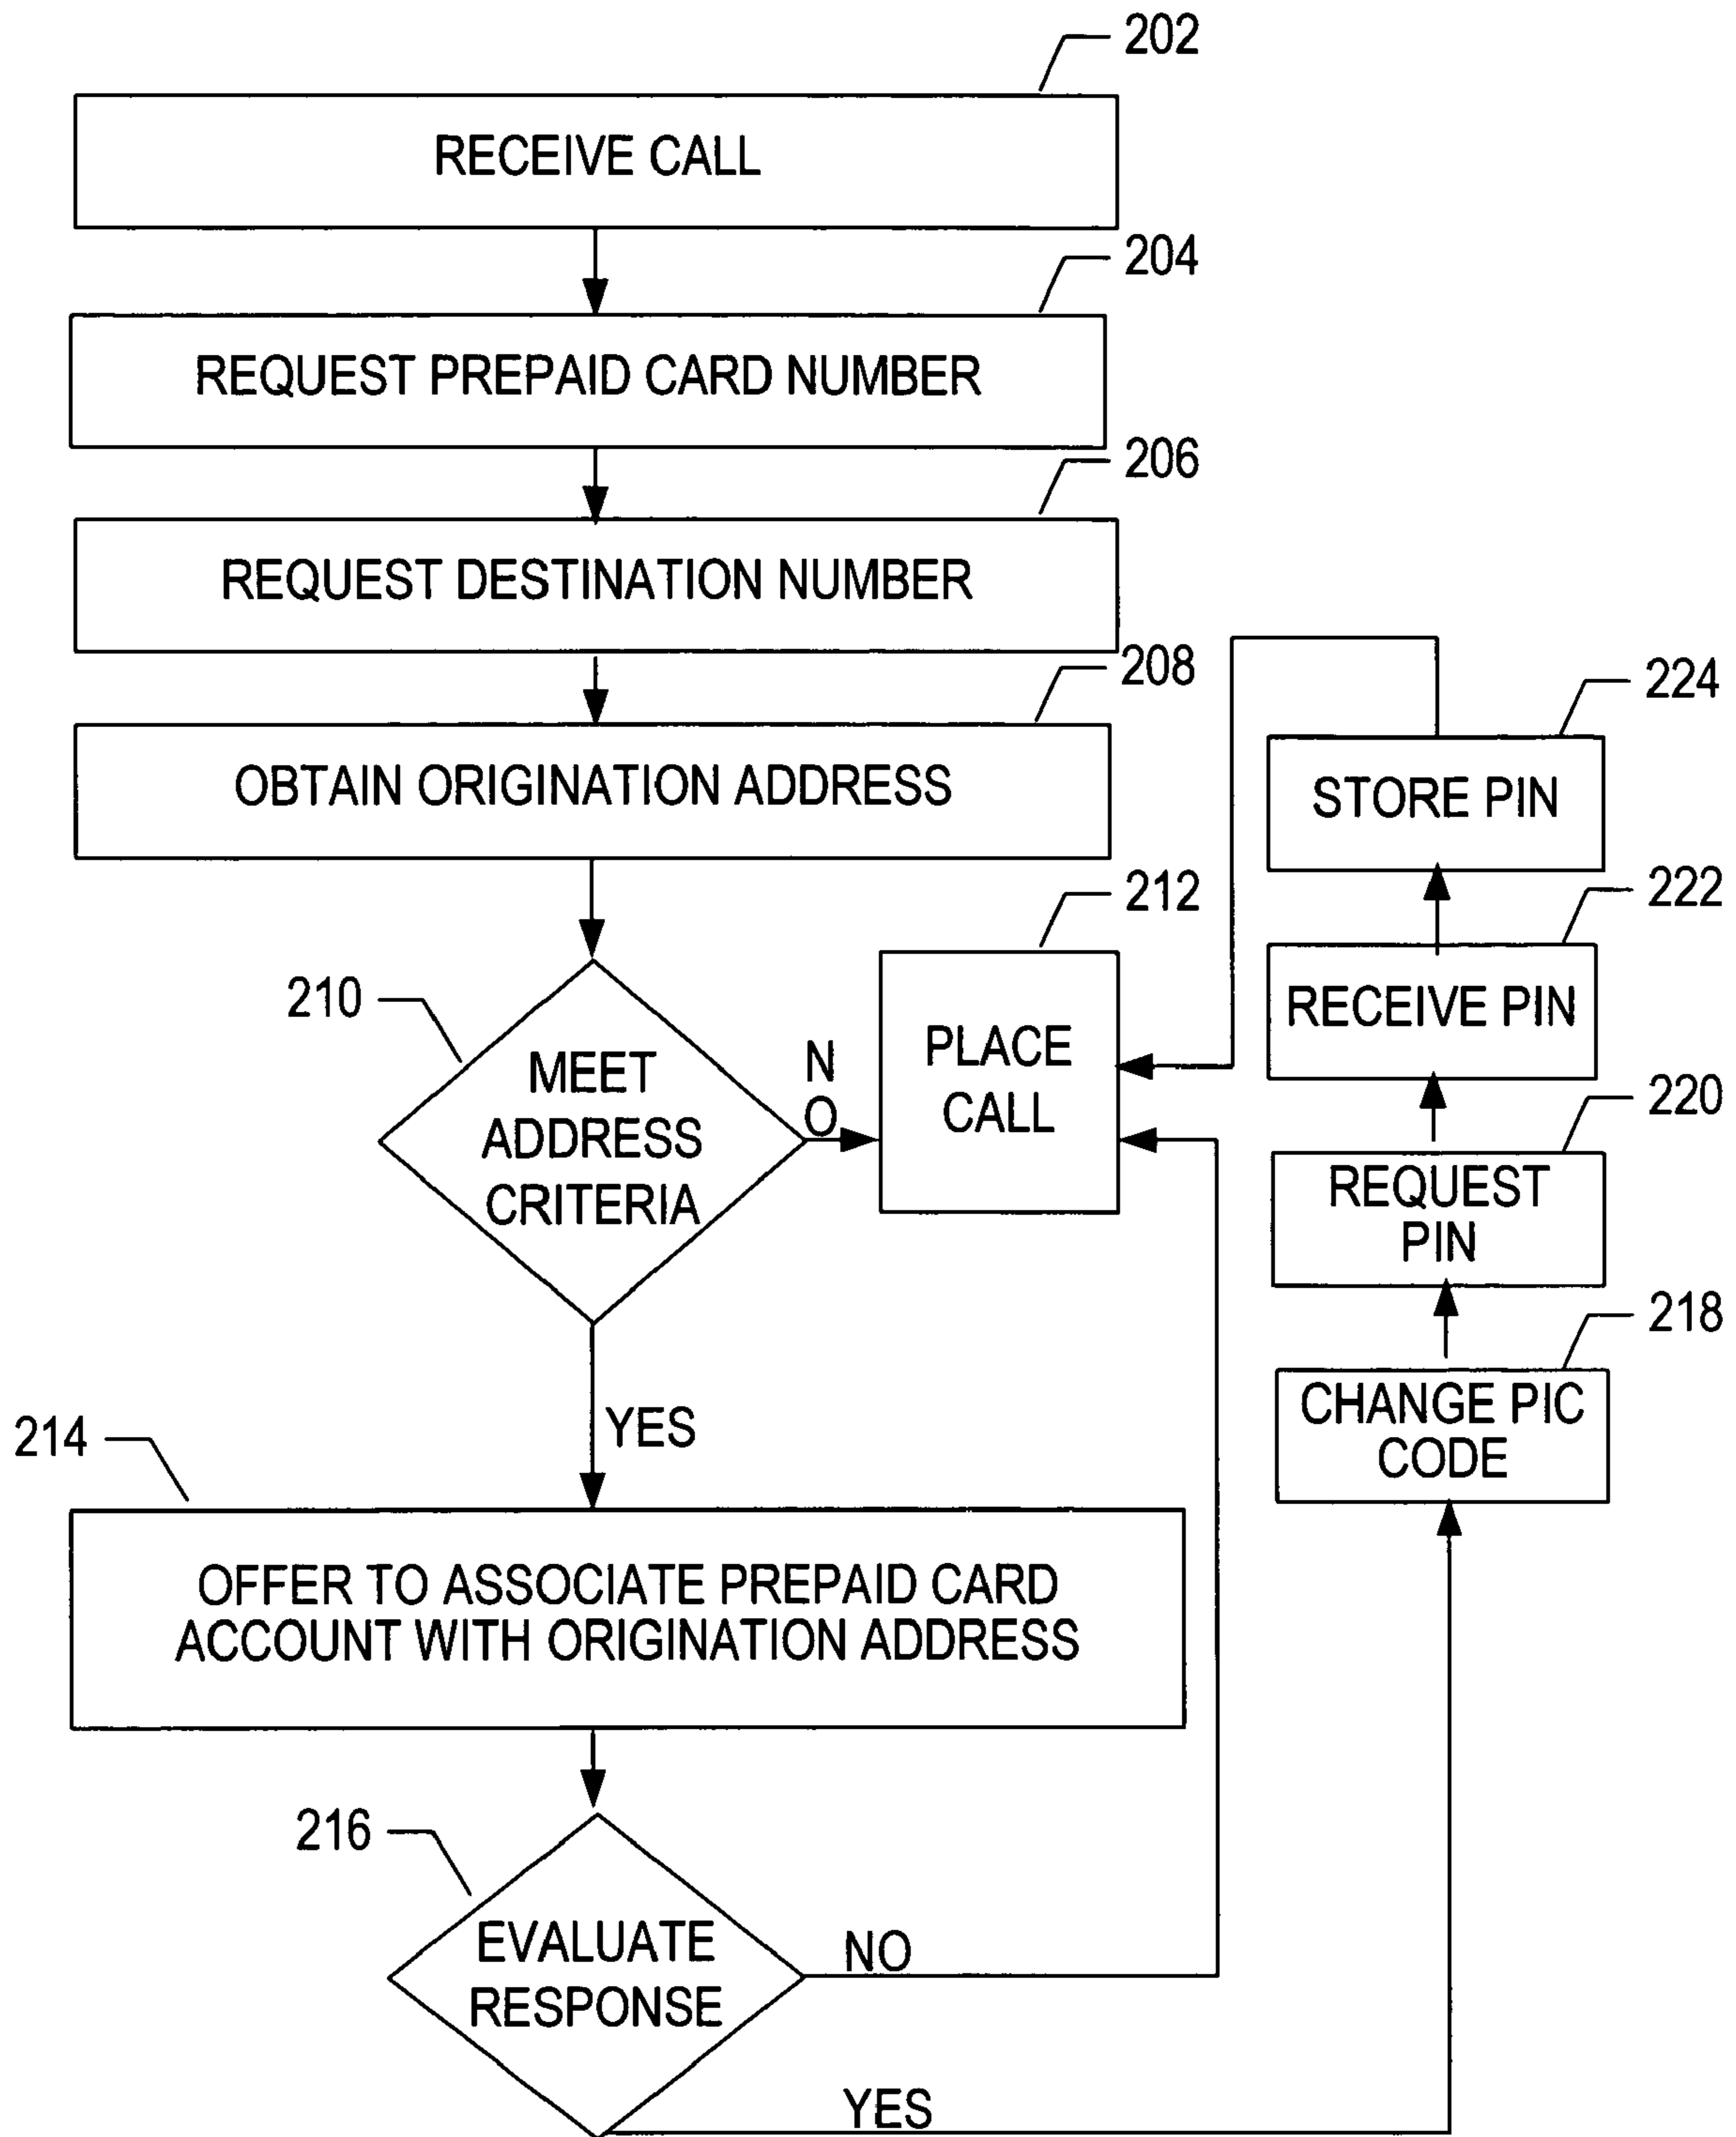 202
RECEIVE CALL
204
REQUEST PREPAID CARD NUMBER
206
REQUEST DESTINATION NUMBER
208
OBTAIN ORIGINATION ADDRESS
210
MEET
ADDRESS
CRITERIA
N
O
212
PLACE
CALL
YES
214
OFFER TO ASSOCIATE PREPAID CARD
ACCOUNT WITH ORIGINATION ADDRESS
216
EVALUATE
RESPONSE
NO
YES
218
CHANGE PIC
CODE
220
REQUEST
PIN
222
RECEIVE PIN
224
STORE PIN